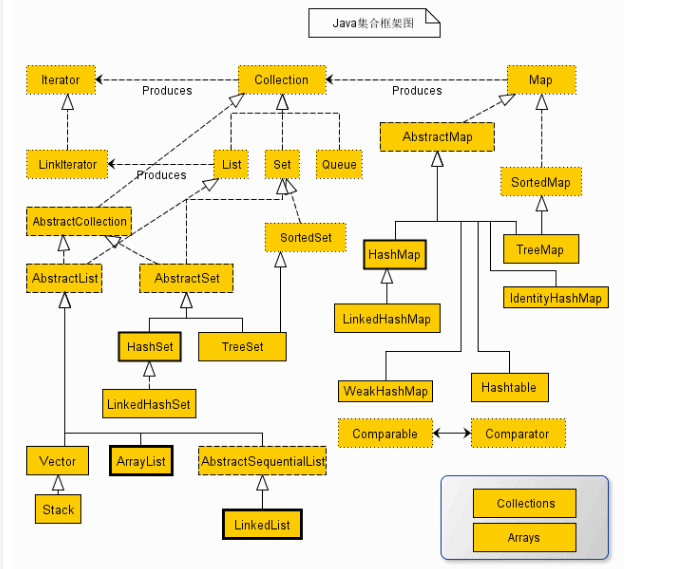 Java集合框架图
Iterator
Produces
Collection
Produces
Map
AbstractMap
LinkIterator
Produces
List
Set
Queue
SortedMap
AbstractCollection
SortedSet
HashMap
TreeMap
AbstractList
AbstractSet
IdentityHashMap
LinkedHashMap
HashSet
TreeSet
WeakHashMap
Hashtable
LinkedHashSet
Comparable
Comparator
Vector
ArrayList
AbstractSequentialList
Stack
LinkedList
Collections
Arrays